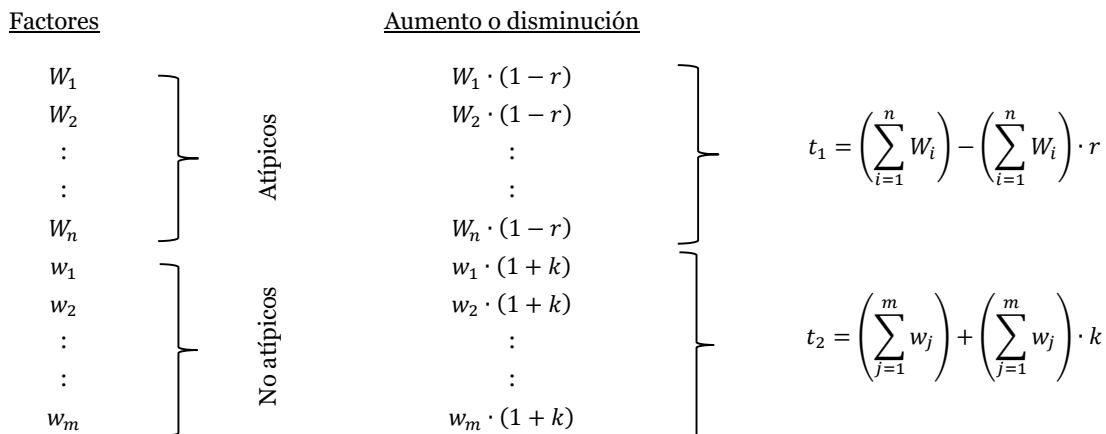 Factores Aumento o disminución
W₁ W₁ · (1 − r)
W₂ W₂ · (1 − r)
: :
: :
Wₙ Wₙ · (1 − r)
Atípicos
t₁ = (∑ᵢ₌₁ⁿ Wᵢ) − (∑ᵢ₌₁ⁿ Wᵢ) · r
w₁ w₁ · (1 + k)
w₂ w₂ · (1 + k)
: :
: :
wₘ wₘ · (1 + k)
No atípicos
t₂ = (∑ⱼ₌₁ᵐ wⱼ) + (∑ⱼ₌₁ᵐ wⱼ) · k